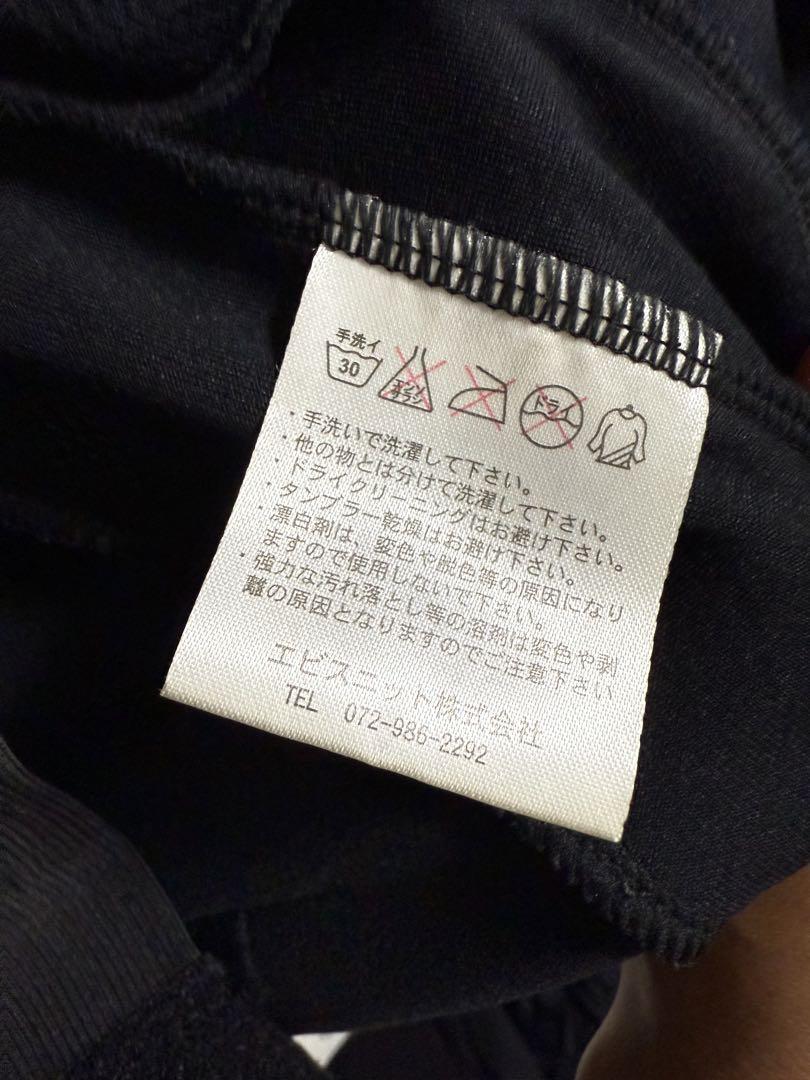 手洗イ
30
エンソ
サラシ
ドライ
・手洗いで洗濯して下さい。
・他の物とは分けて洗濯して下さい。
・ドライクリーニングはお避け下さい。
・タンブラー乾燥はお避け下さい。
・漂白剤は、変色や脱色等の原因になり
ますので使用しないで下さい。
・強力な汚れ落とし等の溶剤は変色や剥
離の原因となりますのでご注意下さい
エビスニット株式会社
TEL 072-986-2292